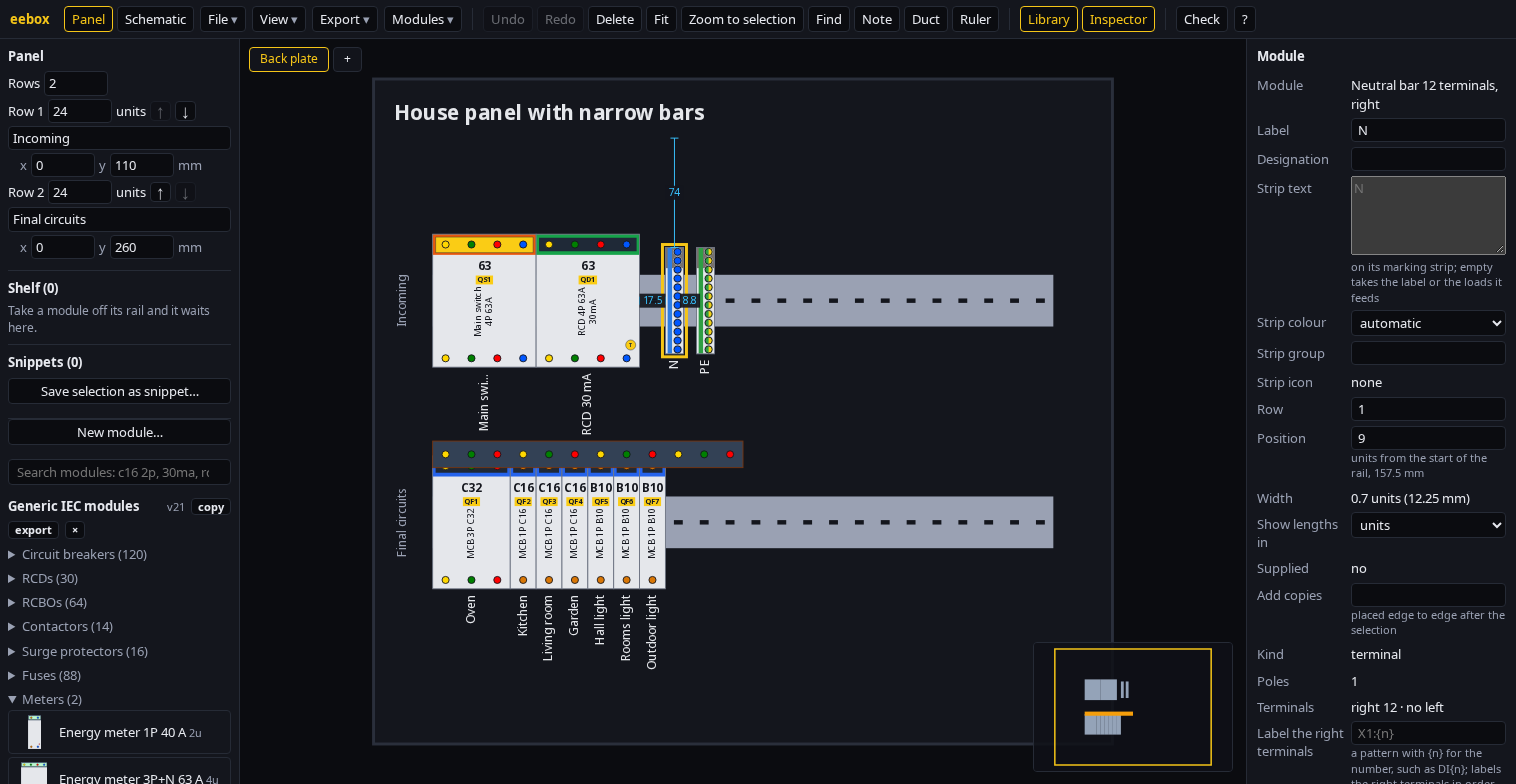 eebox Panel Schematic File ▾ View ▾ Export ▾ Modules ▾ Undo Redo Delete Fit Zoom to selection Find Note Duct Ruler Library Inspector Check ?
Panel
Rows 2
Row 1 24 units ↑ ↓
Incoming
x 0 y 110 mm
Row 2 24 units ↑ ↓
Final circuits
x 0 y 260 mm
Shelf (0)
Take a module off its rail and it waits
here.
Snippets (0)
Save selection as snippet...
New module...
Search modules: c16 2p, 30ma, rc
Generic IEC modules v21 copy
export ×
Circuit breakers (120)
RCDs (30)
RCBOs (64)
Contactors (14)
Surge protectors (16)
Fuses (88)
Meters (2)
Energy meter 1P 40 A 2u
Energy meter 3P+N 63 A 4u
Back plate +
House panel with narrow bars
74
Incoming
63
QS1
Main switch
4P 63A
63
QD1
RCD 4P 63A
30mA
T
17.5
8.8
N
PE
Main swi...
RCD 30 mA
Final circuits
C32 C16 C16 C16 B10 B10 B10
QF1 QF2 QF3 QF4 QF5 QF6 QF7
MCB 3P C32
MCB 1P C16
MCB 1P C16
MCB 1P C16
MCB 1P B10
MCB 1P B10
MCB 1P B10
Oven
Kitchen
Living room
Garden
Hall light
Rooms light
Outdoor light
Module
Module Neutral bar 12 terminals,
right
Label N
Designation
Strip text N
on its marking strip; empty
takes the label or the loads it
feeds
Strip colour automatic
Strip group
Strip icon none
Row 1
Position 9
units from the start of the
rail, 157.5 mm
Width 0.7 units (12.25 mm)
Show lengths
in units
Supplied no
Add copies
placed edge to edge after the
selection
Kind terminal
Poles 1
Terminals right 12 · no left
Label the right
terminals X1:{n}
a pattern with {n} for the
number, such as DI{n}; labels
the right terminals in order